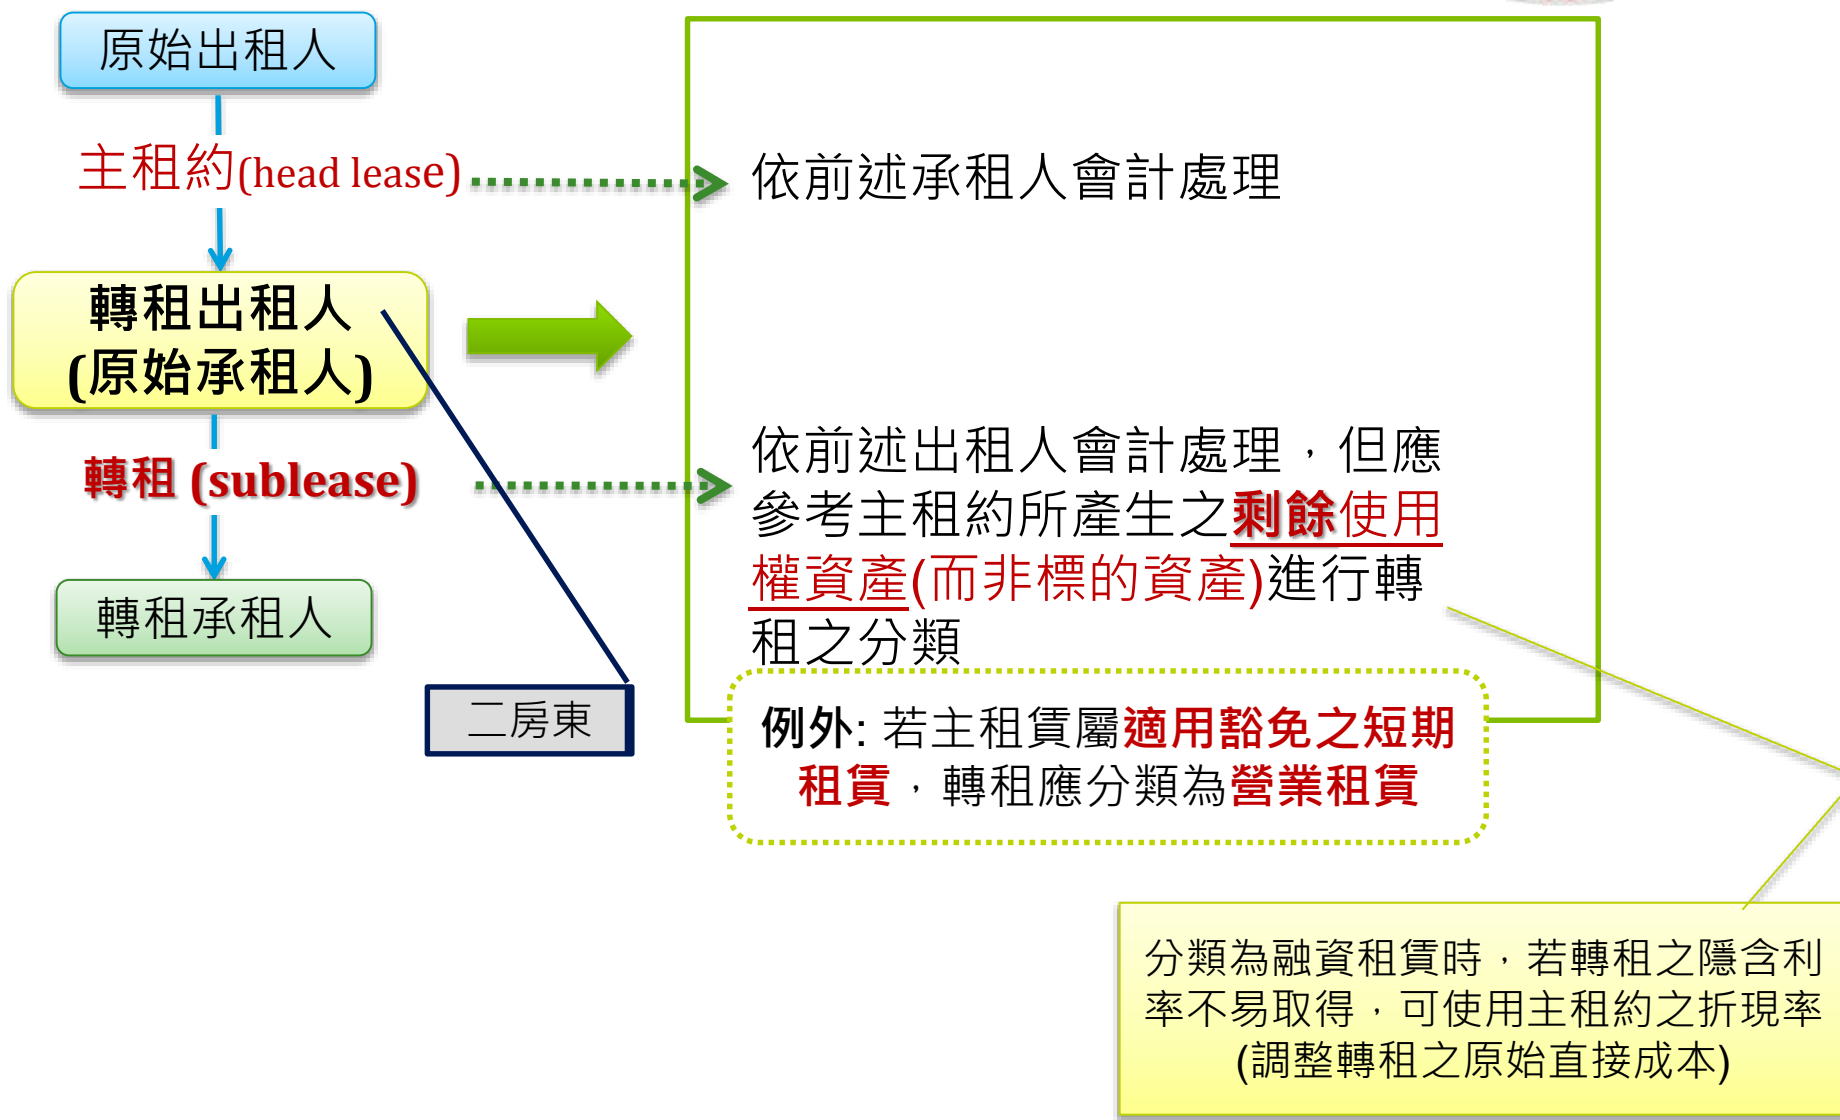 原始出租人
主租約(head lease)
依前述承租人會計處理
轉租出租人
(原始承租人)
轉租 (sublease)
依前述出租人會計處理，但應
參考主租約所產生之剩餘使用
權資產(而非標的資產)進行轉
租之分類
轉租承租人
二房東
例外: 若主租賃屬適用豁免之短期
租賃，轉租應分類為營業租賃
分類為融資租賃時，若轉租之隱含利
率不易取得，可使用主租約之折現率
(調整轉租之原始直接成本)